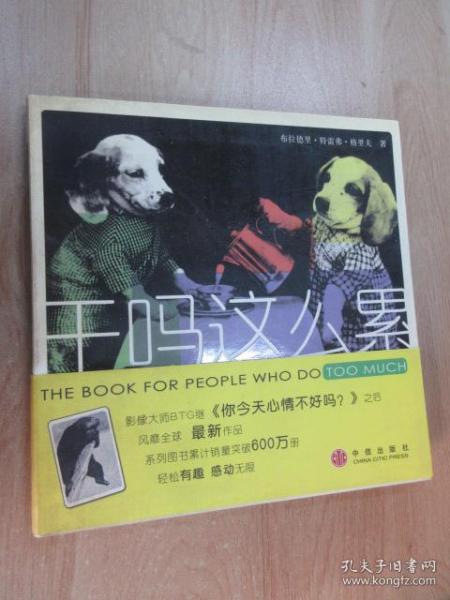 布拉德里·特雷弗·格里夫 著
干吗这么累
THE BOOK FOR PEOPLE WHO DO TOO MUCH
影像大师BTG继《你今天心情不好吗?》之后
风靡全球 最新作品
系列图书累计销量突破600万册
轻松有趣 感动无限
中信出版社
CHINA CITIC PRESS
孔夫子旧书网
www.kongfz.com